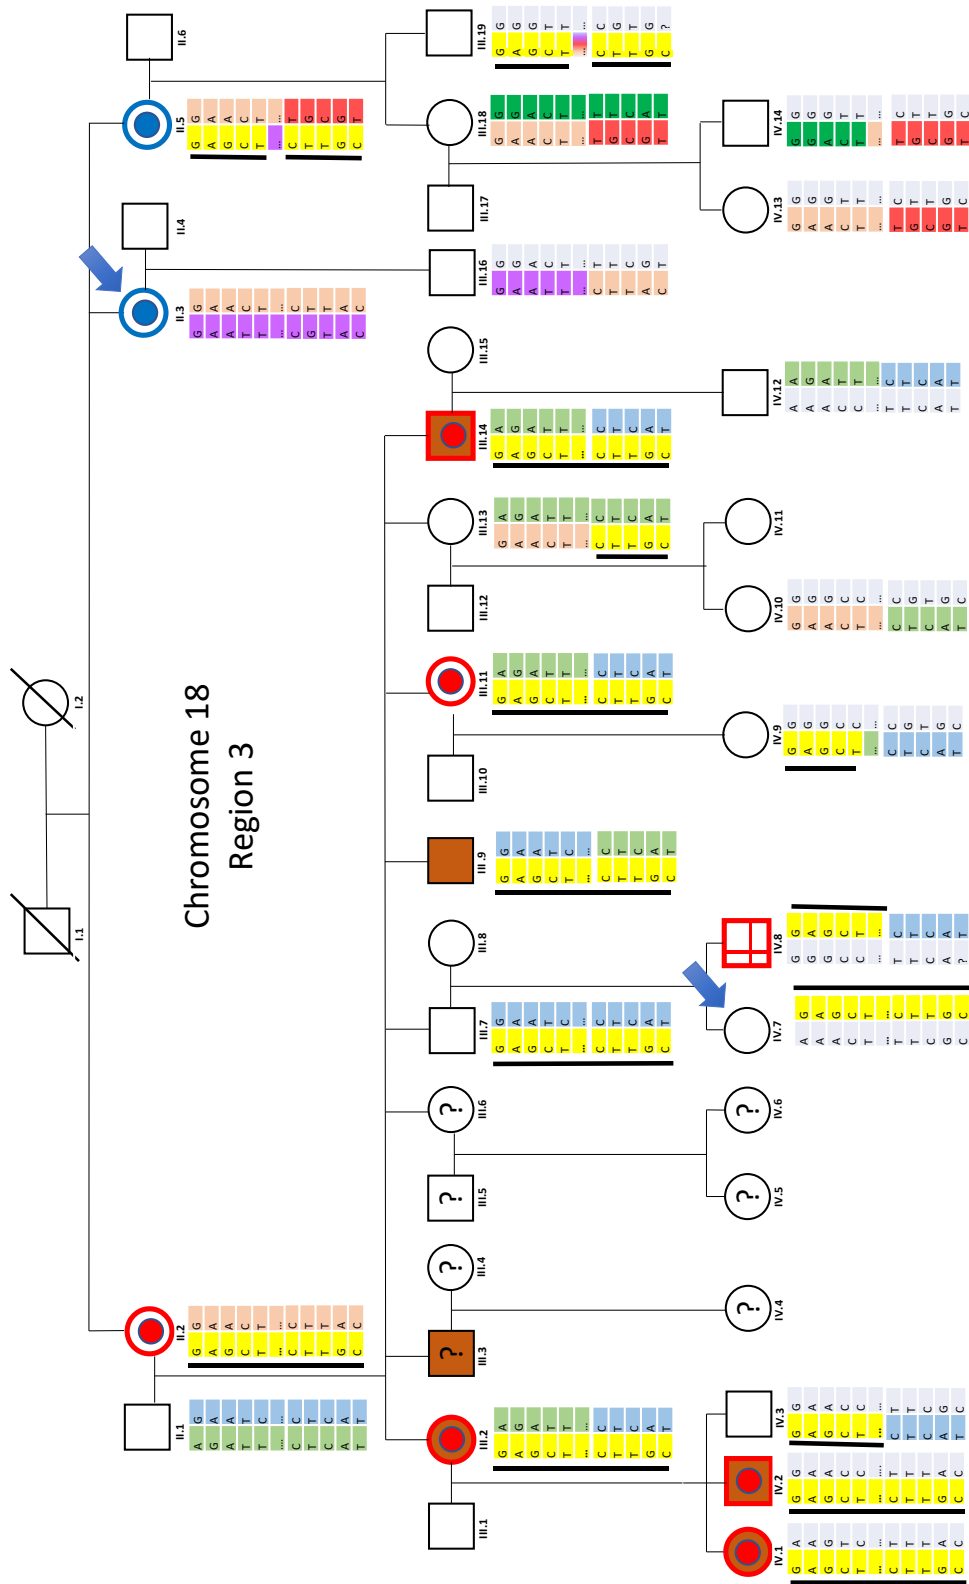 I.1
I.2
Chromosome 18
Region 3
II.1
A G A T T ... C T C A T
G A A T C ... C T C A T
II.2
G A G C T ... C T T G C
G A A C T ... C T T A C
II.3
G A A T T ... C G T A C
G A A C T ... C T T A C
II.4
II.5
G A G C T ... C T T G C
G A A C T ... T G C G T
II.6
III.1
III.2
G A G C T ... C T T G C
A G A T T ... C T C A T
?
III.3
?
III.4
?
III.5
?
III.6
III.7
G A G C T ... C T T G C
G A A T C ... C T C A T
III.8
III.9
G A G C T ... C T T G C
G A A T C ... C T C A T
III.10
III.11
G A G C T ... C T T G C
A G A T T ... C T C A T
III.12
III.13
G A A C T ... C T T G C
A G A T T ... C T C A T
III.14
G A G C T ... C T T G C
A G A T T ... C T C A T
III.15
III.16
G A A T T ... C T T A C
G G A C T ... T T C G T
III.17
III.18
G A A C T ... T G C G T
G G A C T ... T G C A T
III.19
G A G C T ... C T T G C
G G G T T ... C G T G ?
IV.1
G A G C T ... C T T G C
A A G T C ... T T T A C
IV.2
G A G C T ... C T T G C
G A A C C ... T T T A C
IV.3
G A G C T ... C T C A T
G A A C C ... T T C G C
?
IV.4
?
IV.5
?
IV.6
IV.7
A A A C T ... T T C G C
G A G C T ... C T T G C
IV.8
G G G C C ... T T C A ?
G A G C T ... C T C A T
IV.9
G A G C T ... C T C A T
G G G C C ... C G T G C
IV.10
G A A C T ... C T C A T
G G G C C ... C G T G C
IV.11
IV.12
A A A C C ... T T C A T
A G A T T ... C T C A T
IV.13
G A A C T ... T G C G T
G G G T T ... C T T G C
IV.14
G G A C T ... T G C G T
G G G T T ... C T T G C